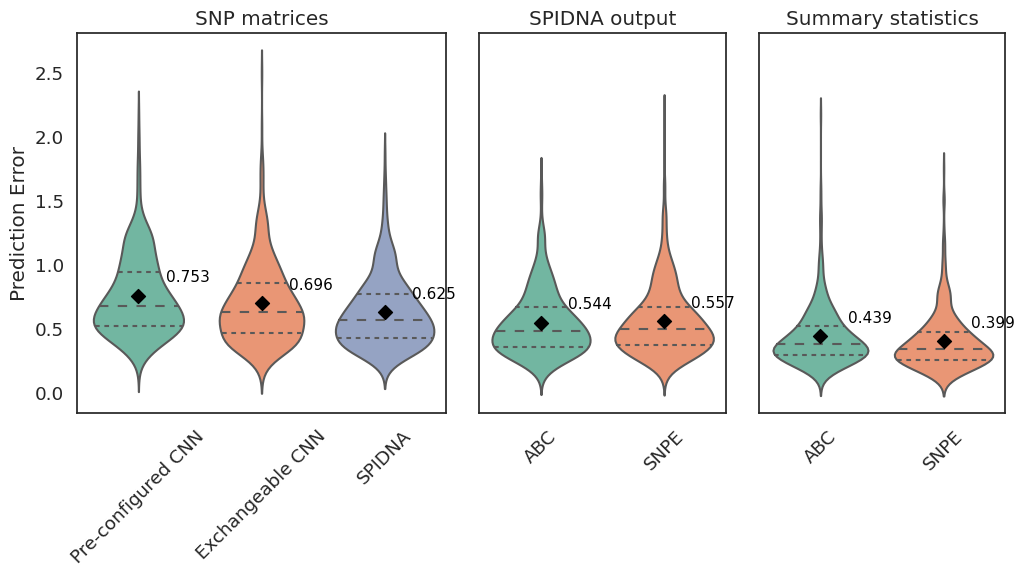 SNP matrices
SPIDNA output
Summary statistics
Prediction Error
2.5
2.0
1.5
1.0
0.5
0.0
0.753
0.696
0.625
0.544
0.557
0.439
0.399
Pre-configured CNN
Exchangeable CNN
SPIDNA
ABC
SNPE
ABC
SNPE